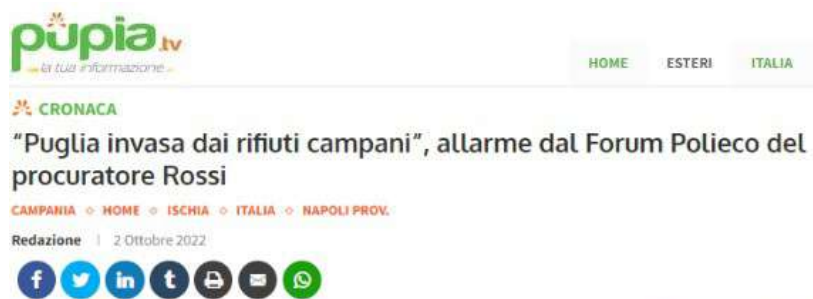 pupia.tv
la tua informazione
HOME ESTERI ITALIA
CRONACA
“Puglia invasa dai rifiuti campani”, allarme dal Forum Polieco del
procuratore Rossi
CAMPANIA ◇ HOME ◇ ISCHIA ◇ ITALIA ◇ NAPOLI PROV.
Redazione | 2 Ottobre 2022